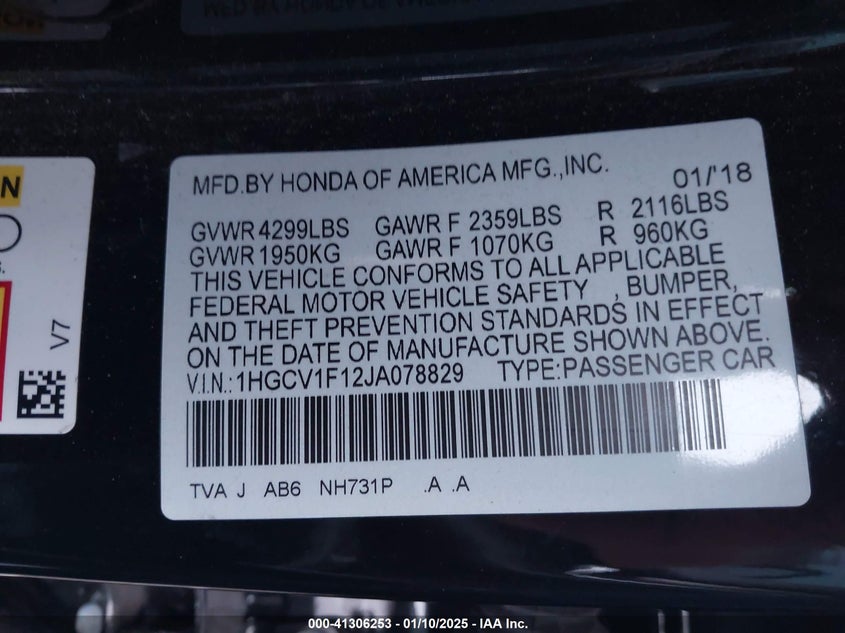 MFD.BY HONDA OF AMERICA MFG.,INC. 01/'18
GVWR 4299LBS GAWR F 2359LBS R 2116LBS
GVWR 1950KG GAWR F 1070KG R 960KG
THIS VEHICLE CONFORMS TO ALL APPLICABLE
FEDERAL MOTOR VEHICLE SAFETY , BUMPER,
AND THEFT PREVENTION STANDARDS IN EFFECT
ON THE DATE OF MANUFACTURE SHOWN ABOVE.
V.I.N.:1HGCV1F12JA078829 TYPE:PASSENGER CAR
TVA J AB6 NH731P .A .A
V7
000-41306253 - 01/10/2025 - IAA Inc.